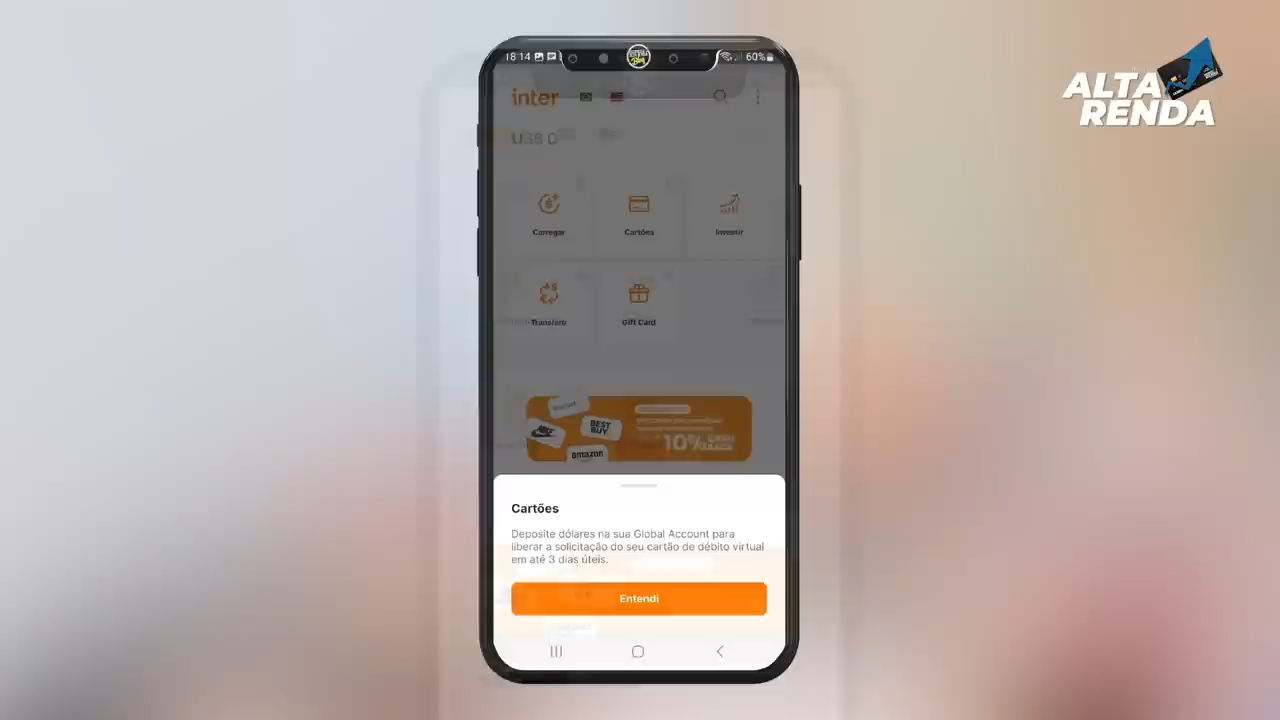 ALTA
RENDA
18:14
60%
inter
US$ 0
Carregar
Cartões
Investir
Transferir
Gift Card
BEST
BUY
amazon
10%
Cartões
Deposite dólares na sua Global Account para
liberar a solicitação do seu cartão de débito virtual
em até 3 dias úteis.
Entendi